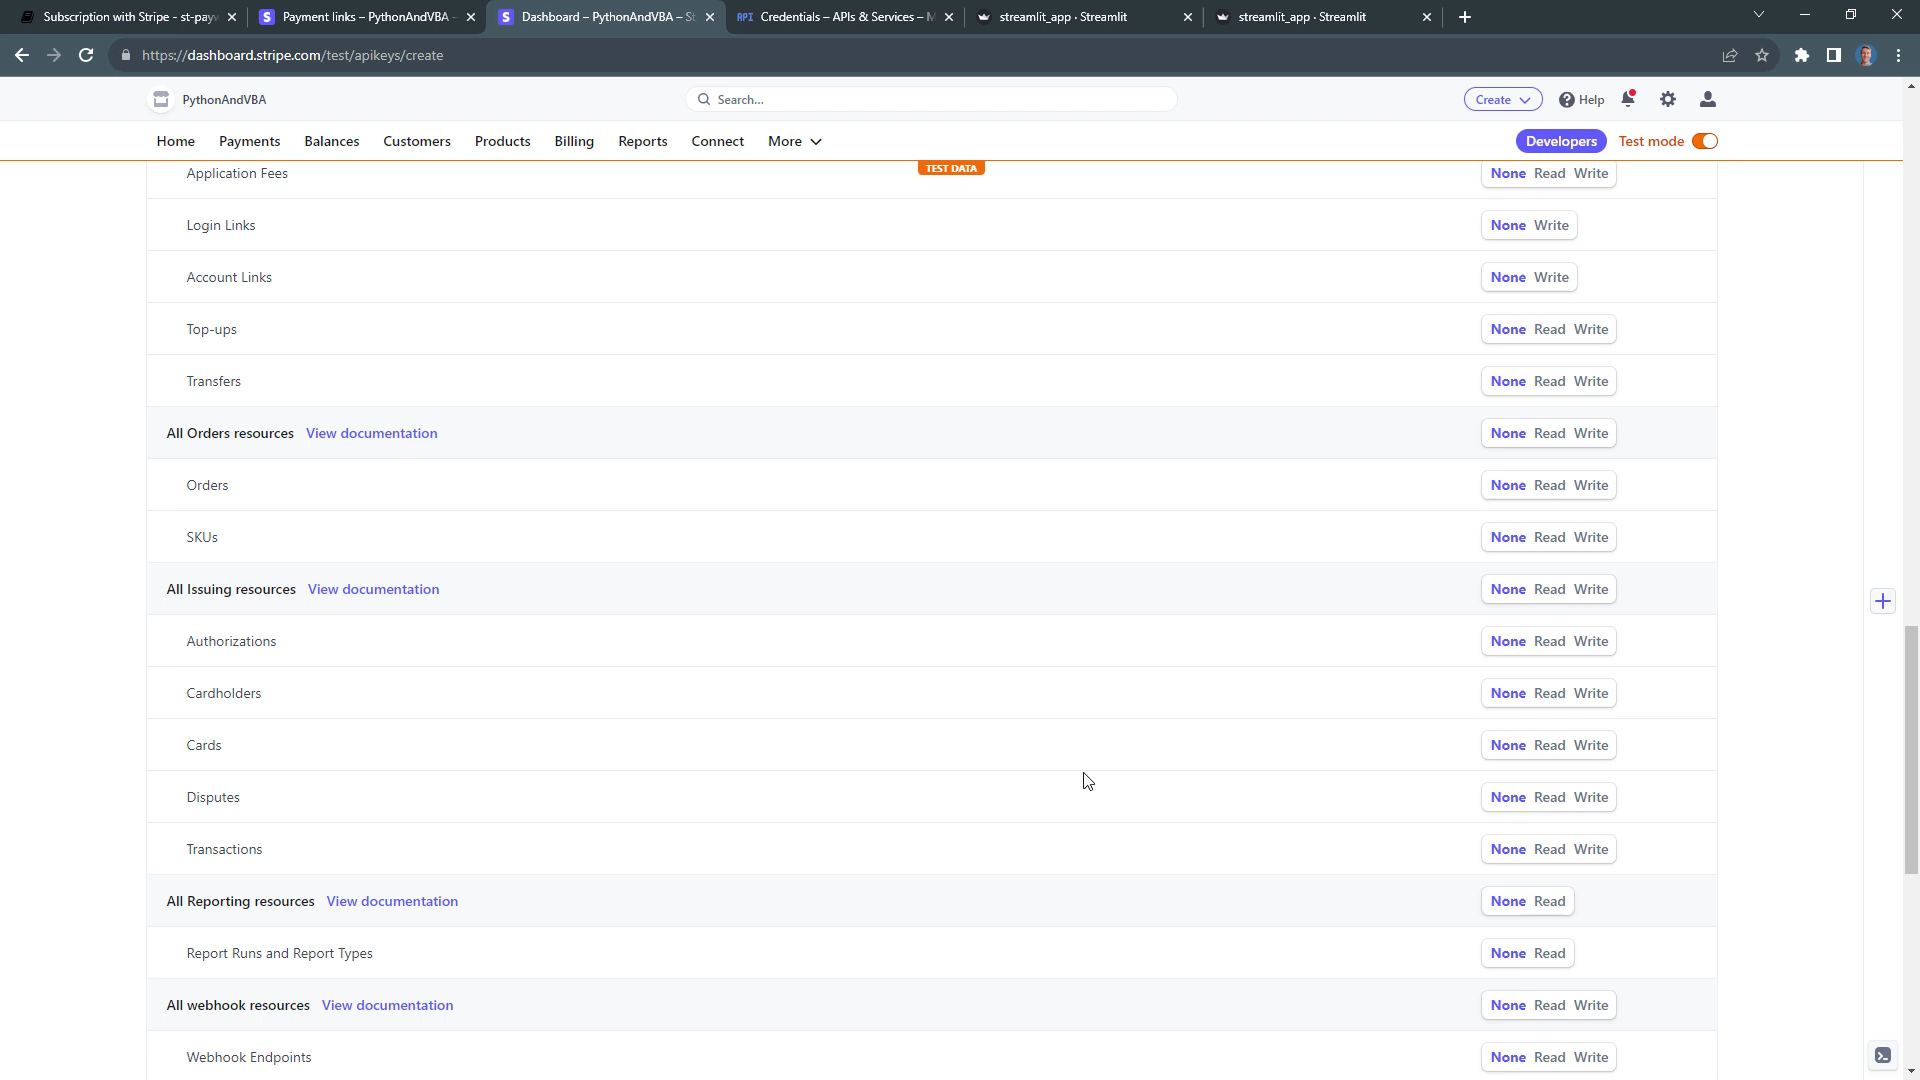 Subscription with Stripe - st-pay
Payment links – PythonAndVBA
S Dashboard – PythonAndVBA – S
API Credentials – APIs & Services – M
streamlit_app · Streamlit
streamlit_app · Streamlit
https://dashboard.stripe.com/test/apikeys/create
PythonAndVBA
Search...
Create
Help
Home Payments Balances Customers Products Billing Reports Connect More
Developers Test mode
TEST DATA
Application Fees None Read Write
Login Links None Write
Account Links None Write
Top-ups None Read Write
Transfers None Read Write
All Orders resources View documentation None Read Write
Orders None Read Write
SKUs None Read Write
All Issuing resources View documentation None Read Write
Authorizations None Read Write
Cardholders None Read Write
Cards None Read Write
Disputes None Read Write
Transactions None Read Write
All Reporting resources View documentation None Read
Report Runs and Report Types None Read
All webhook resources View documentation None Read Write
Webhook Endpoints None Read Write